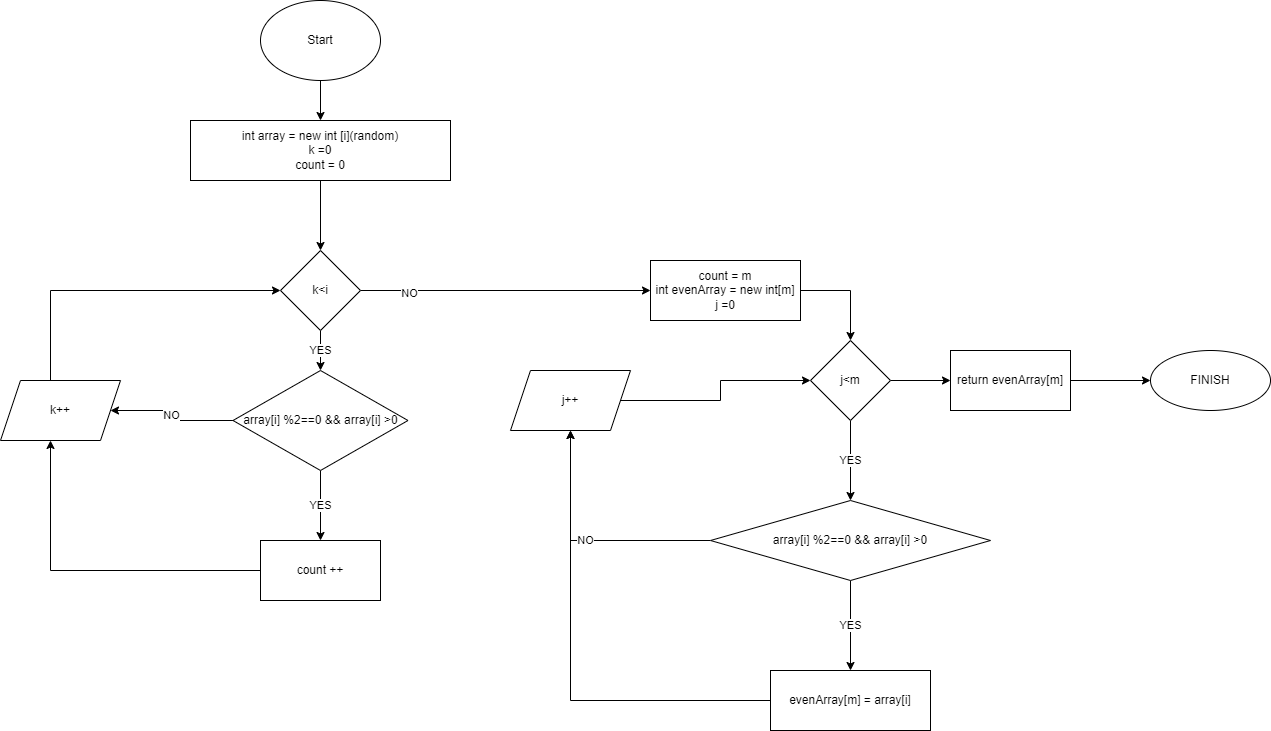 Start
int array = new int [i](random)
k =0
count = 0
k<i
NO
YES
array[i] %2==0 && array[i] >0
NO
k++
YES
count ++
count = m
int evenArray = new int[m]
j =0
j<m
return evenArray[m]
FINISH
j++
YES
array[i] %2==0 && array[i] >0
NO
YES
evenArray[m] = array[i]